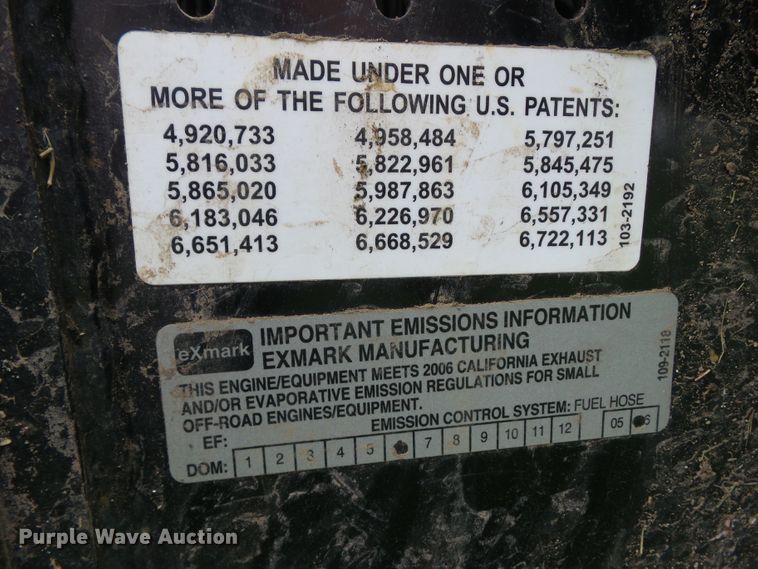 MADE UNDER ONE OR
MORE OF THE FOLLOWING U.S. PATENTS:
4,920,733 4,958,484 5,797,251
5,816,033 5,822,961 5,845,475
5,865,020 5,987,863 6,105,349
6,183,046 6,226,970 6,557,331
6,651,413 6,668,529 6,722,113
103-2192
eXmark
IMPORTANT EMISSIONS INFORMATION
EXMARK MANUFACTURING
THIS ENGINE/EQUIPMENT MEETS 2006 CALIFORNIA EXHAUST
AND/OR EVAPORATIVE EMISSION REGULATIONS FOR SMALL
OFF-ROAD ENGINES/EQUIPMENT.
EMISSION CONTROL SYSTEM: FUEL HOSE
EF:
DOM: 1 2 3 4 5 7 8 9 10 11 12 05 6
109-2118
Purple Wave Auction